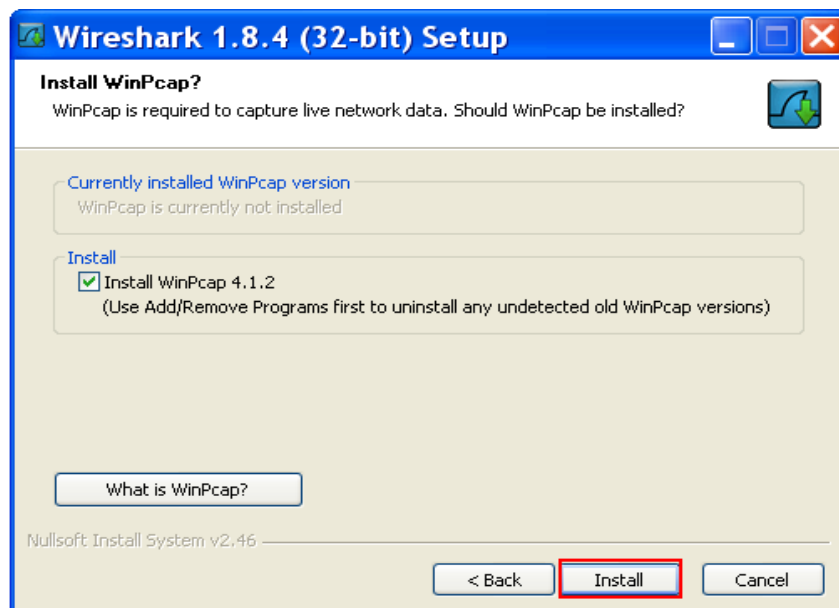 Wireshark 1.8.4 (32-bit) Setup
Install WinPcap?
WinPcap is required to capture live network data. Should WinPcap be installed?
Currently installed WinPcap version
WinPcap is currently not installed
Install
Install WinPcap 4.1.2
(Use Add/Remove Programs first to uninstall any undetected old WinPcap versions)
What is WinPcap?
Nullsoft Install System v2.46
< Back Install Cancel